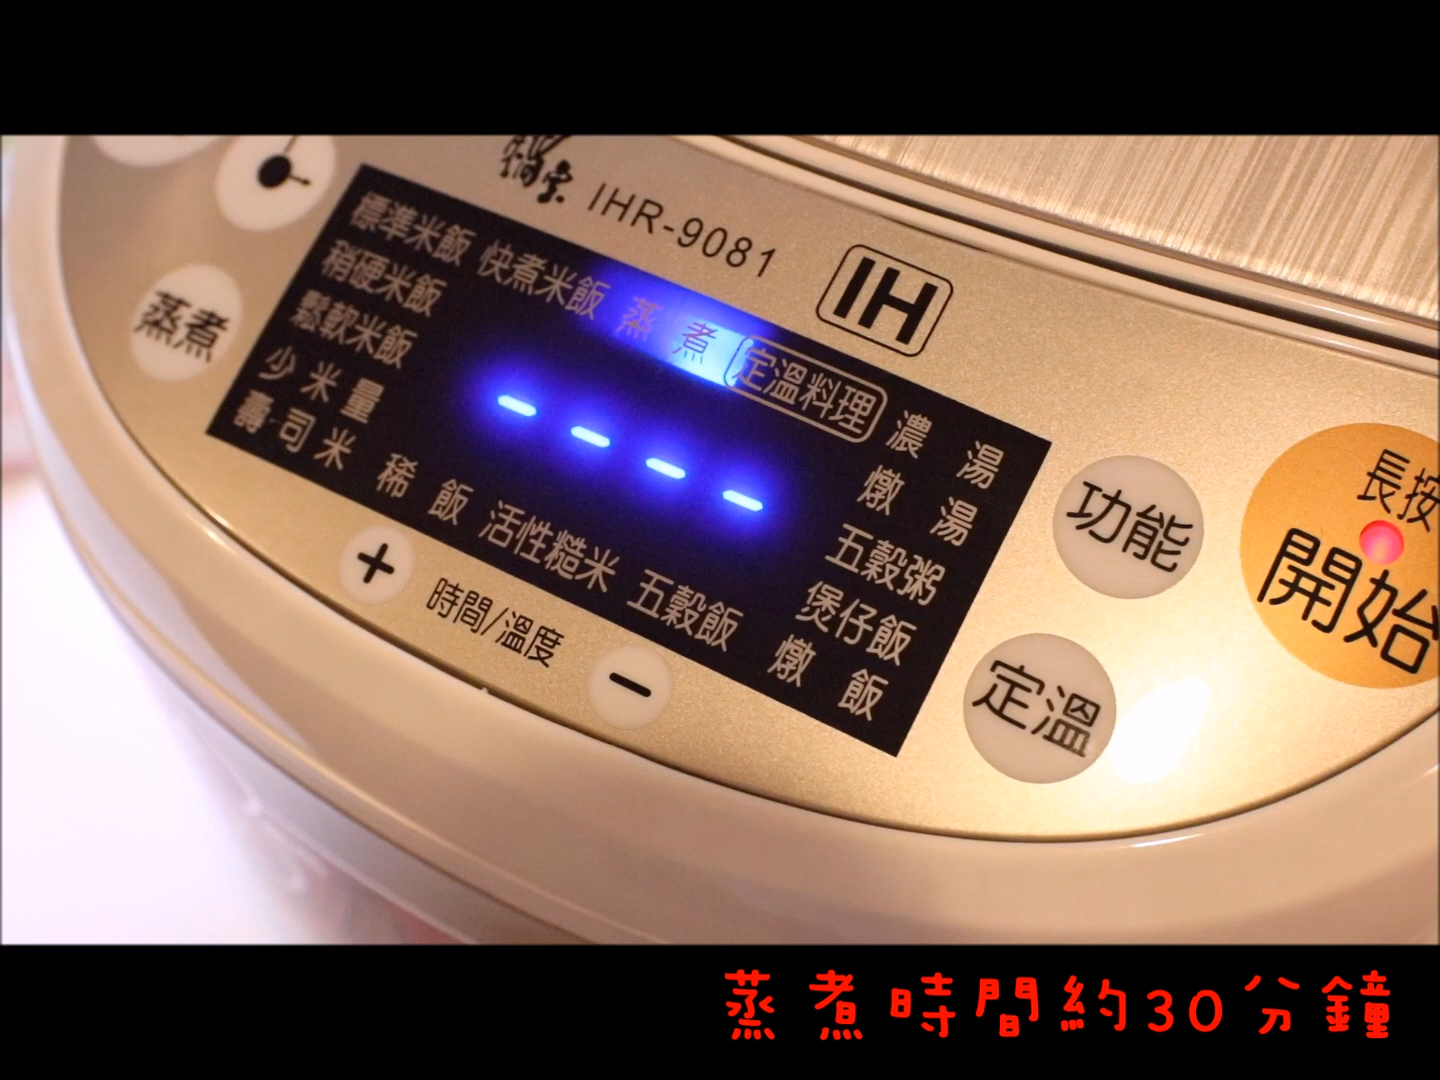 鍋寶 IHR-9081
IH
標準米飯 快煮米飯 蒸煮 定溫料理
稍硬米飯
鬆軟米飯
少米量
壽司米
稀飯 活性糙米 五穀飯
濃湯
燉湯
五穀粥
煲仔飯
燉飯
----
蒸煮
+
時間/溫度
-
功能
定溫
長按
開始
蒸煮時間約30分鐘